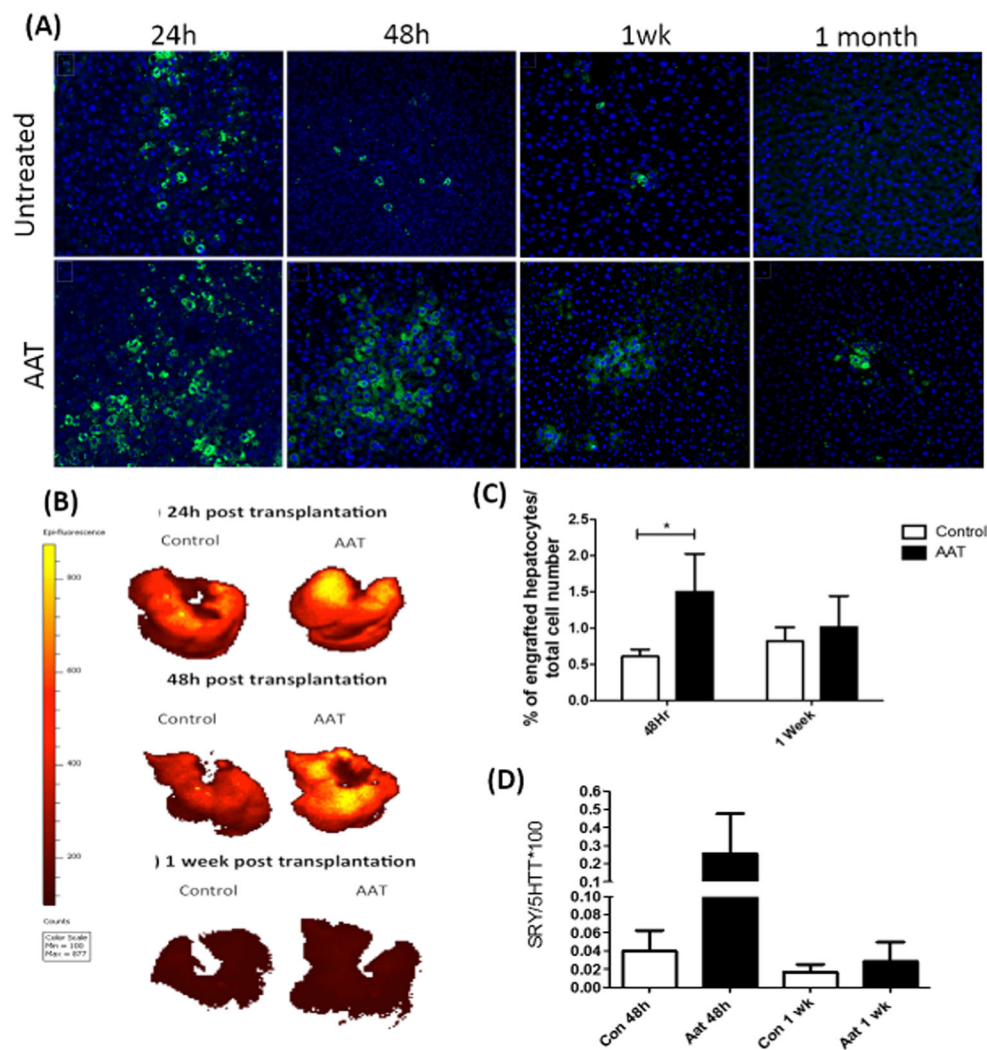 (A)
24h 48h 1wk 1 month
Untreated
AAT
(B)
) 24h post transplantation
Epi-fluorescence
Control AAT
800
600
400
200
Counts
Color Scale
Min = 100
Max = 877
48h post transplantation
Control AAT
) 1 week post transplantation
Control AAT
(C)
% of engrafted hepatocytes/
total cell number
2.5
2.0
1.5
1.0
0.5
0.0
*
Control
AAT
48Hr 1 Week
(D)
SRY/5HTT*100
0.6
0.5
0.4
0.3
0.2
0.1
0.10
0.08
0.06
0.04
0.02
0.00
Con 48h Aat 48h Con 1 wk Aat 1 wk